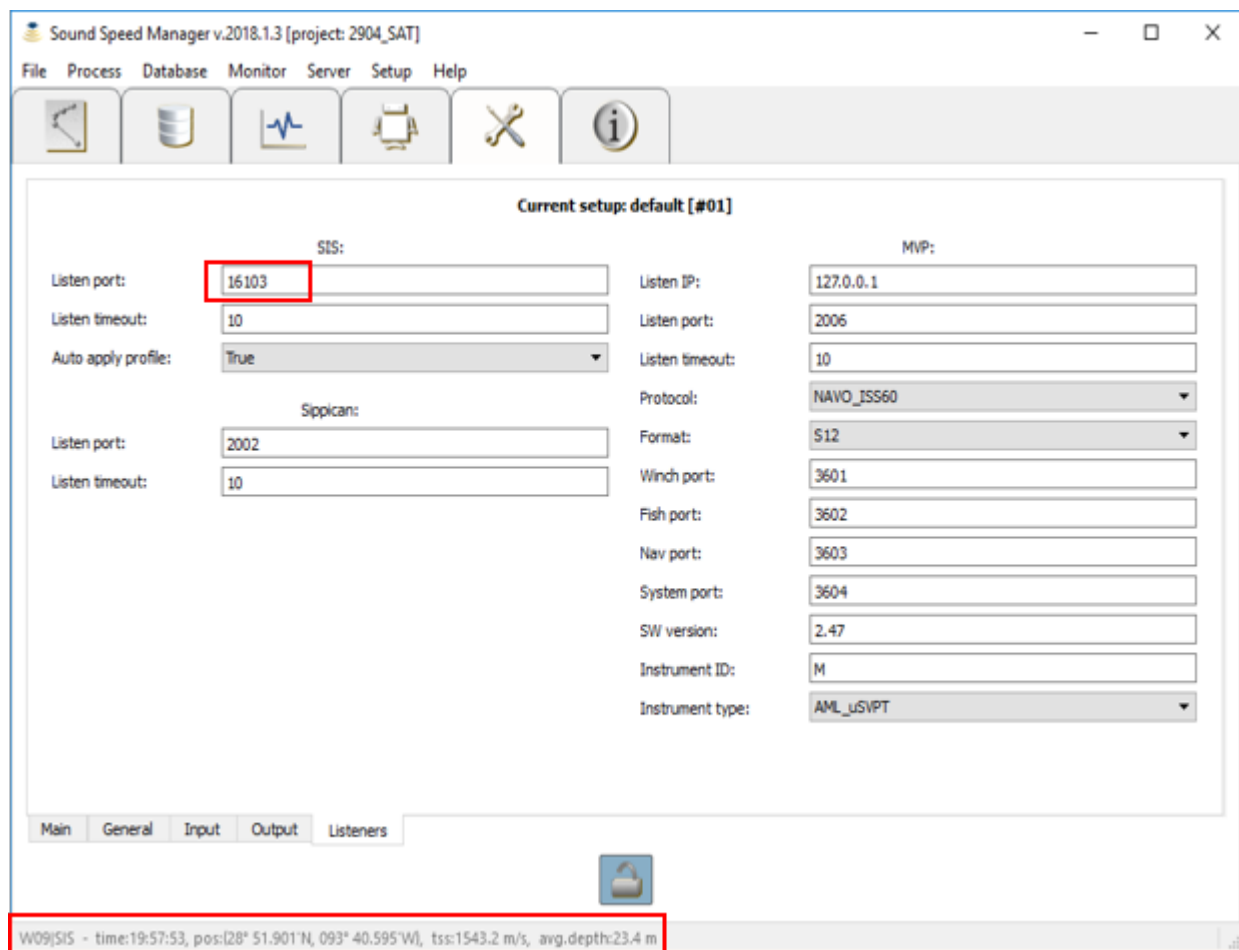 Sound Speed Manager v.2018.1.3 [project: 2904_SAT]
File Process Database Monitor Server Setup Help
Current setup: default [#01]
SIS:
Listen port: 16103
Listen timeout: 10
Auto apply profile: True
Sippican:
Listen port: 2002
Listen timeout: 10
MVP:
Listen IP: 127.0.0.1
Listen port: 2006
Listen timeout: 10
Protocol: NAVO_ISS60
Format: S12
Winch port: 3601
Fish port: 3602
Nav port: 3603
System port: 3604
SW version: 2.47
Instrument ID: M
Instrument type: AML_uSVPT
Main General Input Output Listeners
W09|SIS - time:19:57:53, pos:(28° 51.901'N, 093° 40.595'W), tss:1543.2 m/s, avg.depth:23.4 m